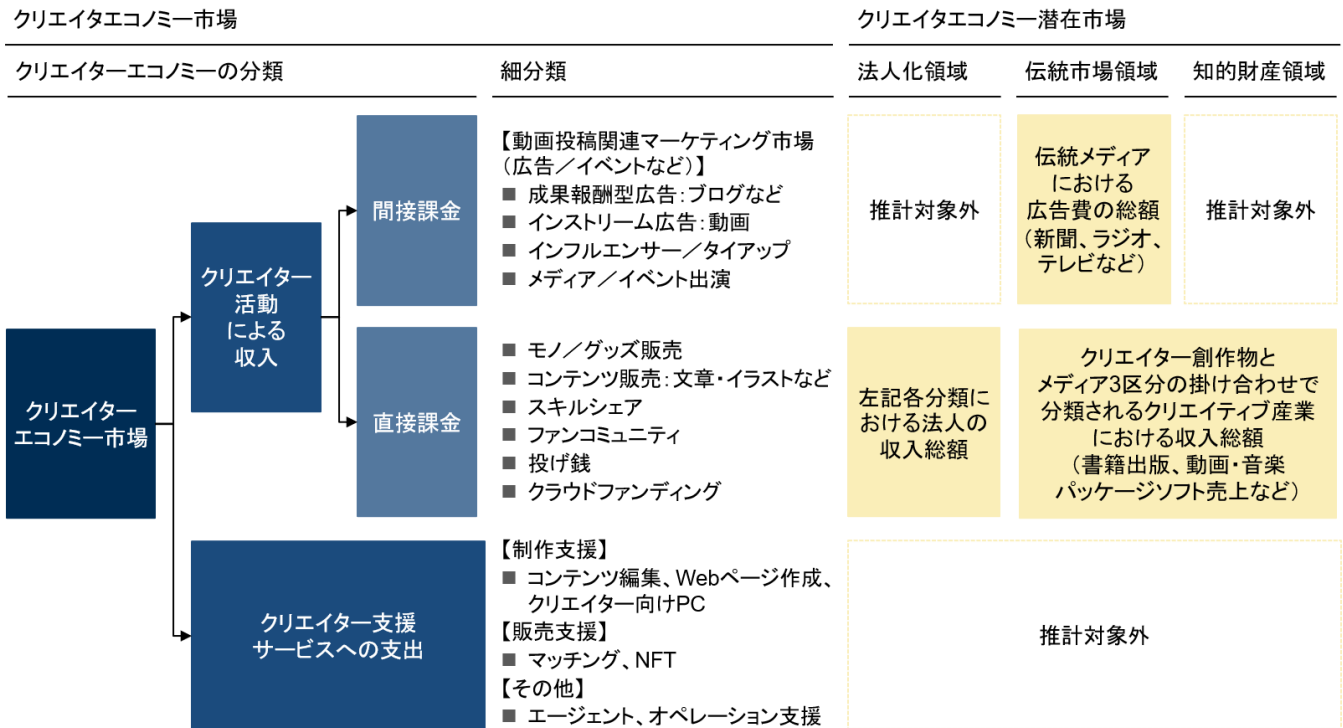 クリエイタエコノミー市場
クリエイタエコノミー潜在市場
クリエイターエコノミーの分類
細分類
法人化領域
伝統市場領域
知的財産領域
クリエイター
エコノミー市場
クリエイター
活動
による
収入
間接課金
【動画投稿関連マーケティング市場
（広告／イベントなど）】
■ 成果報酬型広告：ブログなど
■ インストリーム広告：動画
■ インフルエンサー／タイアップ
■ メディア／イベント出演
推計対象外
伝統メディア
における
広告費の総額
（新聞、ラジオ、
テレビなど）
推計対象外
直接課金
■ モノ／グッズ販売
■ コンテンツ販売：文章・イラストなど
■ スキルシェア
■ ファンコミュニティ
■ 投げ銭
■ クラウドファンディング
左記各分類に
おける法人の
収入総額
クリエイター創作物と
メディア3区分の掛け合わせで
分類されるクリエイティブ産業
における収入総額
（書籍出版、動画・音楽
パッケージソフト売上など）
クリエイター支援
サービスへの支出
【制作支援】
■ コンテンツ編集、Webページ作成、
クリエイター向けPC
【販売支援】
■ マッチング、NFT
【その他】
■ エージェント、オペレーション支援
推計対象外